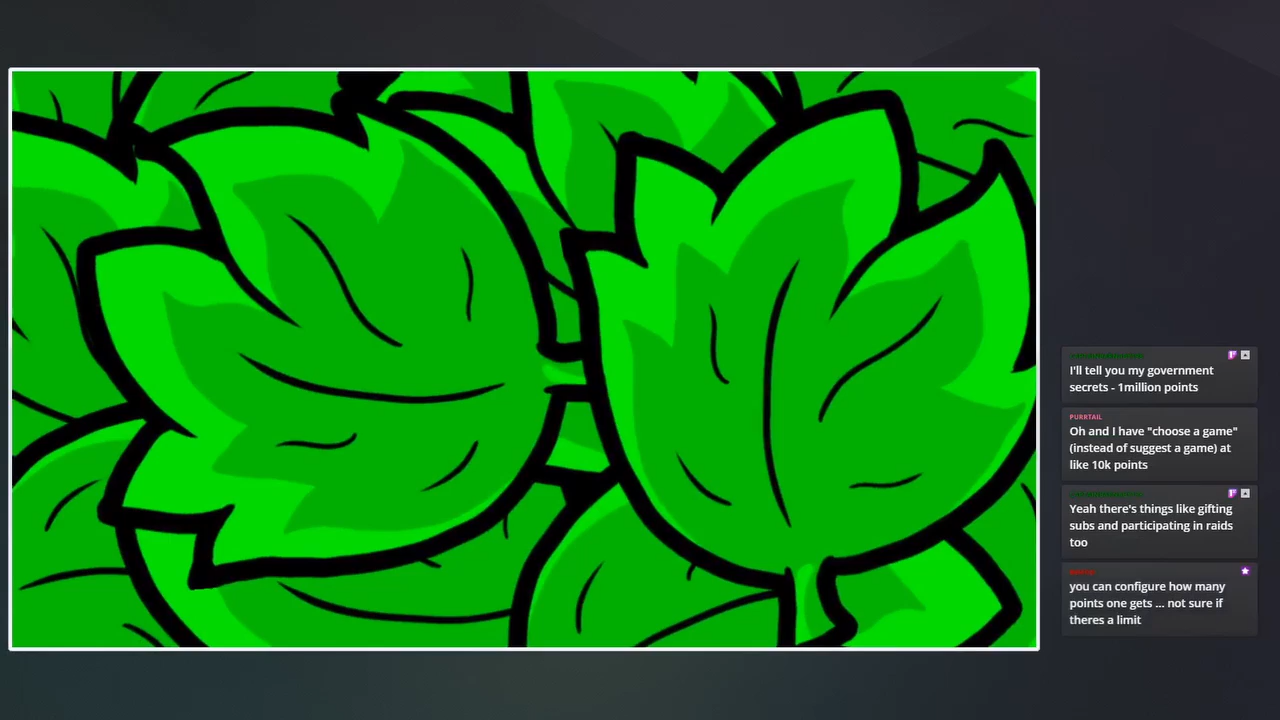 I'll tell you my government
secrets - 1million points
PURRTAIL
Oh and I have "choose a game"
(instead of suggest a game) at
like 10k points
Yeah there's things like gifting
subs and participating in raids
too
you can configure how many
points one gets ... not sure if
theres a limit